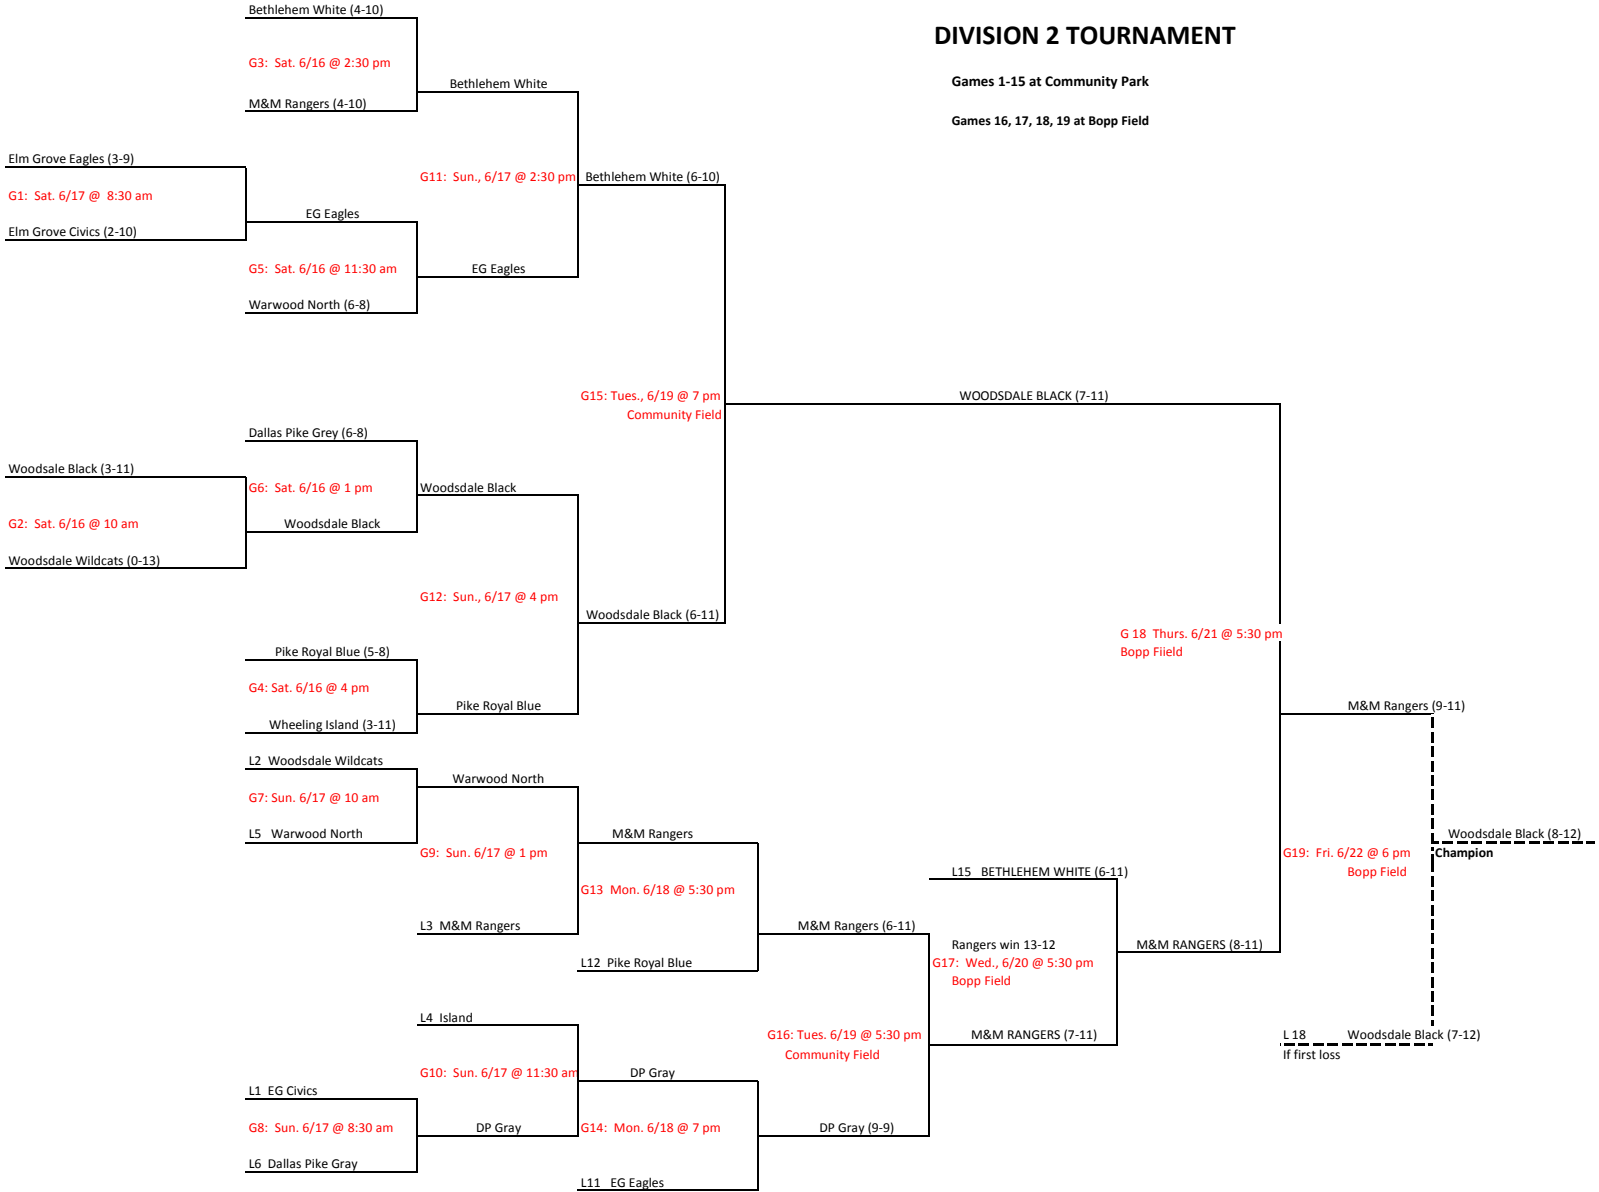 Bethlehem White (4-10)
DIVISION 2 TOURNAMENT
G3:  Sat. 6/16 @ 2:30 pm
Bethlehem White
Games 1-15 at Community Park
M&M Rangers (4-10)
Games 16, 17, 18, 19 at Bopp Field
Elm Grove Eagles (3-9)
G11:  Sun., 6/17 @ 2:30 pm
Bethlehem White (6-10)
G1:  Sat. 6/17 @  8:30 am
EG Eagles
Elm Grove Civics (2-10)
G5:  Sat. 6/16 @ 11:30 am
EG Eagles
Warwood North (6-8)
G15: Tues., 6/19 @ 7 pm
Community Field
WOODSDALE BLACK (7-11)
Dallas Pike Grey (6-8)
Woodsale Black (3-11)
G6:  Sat. 6/16 @ 1 pm
Woodsdale Black
G2:  Sat. 6/16 @ 10 am
Woodsdale Black
Woodsdale Wildcats (0-13)
G12:  Sun., 6/17 @ 4 pm
Woodsdale Black (6-11)
G 18  Thurs. 6/21 @ 5:30 pm
Bopp Fiield
Pike Royal Blue (5-8)
G4: Sat. 6/16 @ 4 pm
Pike Royal Blue
M&M Rangers (9-11)
Wheeling Island (3-11)
L2  Woodsdale Wildcats
Warwood North
G7: Sun. 6/17 @ 10 am
L5   Warwood North
M&M Rangers
Woodsdale Black (8-12)
G9:  Sun. 6/17 @ 1 pm
G19:  Fri. 6/22 @ 6 pm
Champion
Bopp Field
L15   BETHLEHEM WHITE (6-11)
G13  Mon. 6/18 @ 5:30 pm
L3  M&M Rangers
M&M Rangers (6-11)
Rangers win 13-12
M&M RANGERS (8-11)
L12  Pike Royal Blue
G17:  Wed., 6/20 @ 5:30 pm
Bopp Field
L4  Island
G16: Tues. 6/19 @ 5:30 pm
Community Field
M&M RANGERS (7-11)
L 18
Woodsdale Black (7-12)
If first loss
G10:  Sun. 6/17 @ 11:30 am
DP Gray
L1  EG Civics
G8:  Sun. 6/17 @ 8:30 am
DP Gray
G14:  Mon. 6/18 @ 7 pm
DP Gray (9-9)
L6  Dallas Pike Gray
L11   EG Eagles